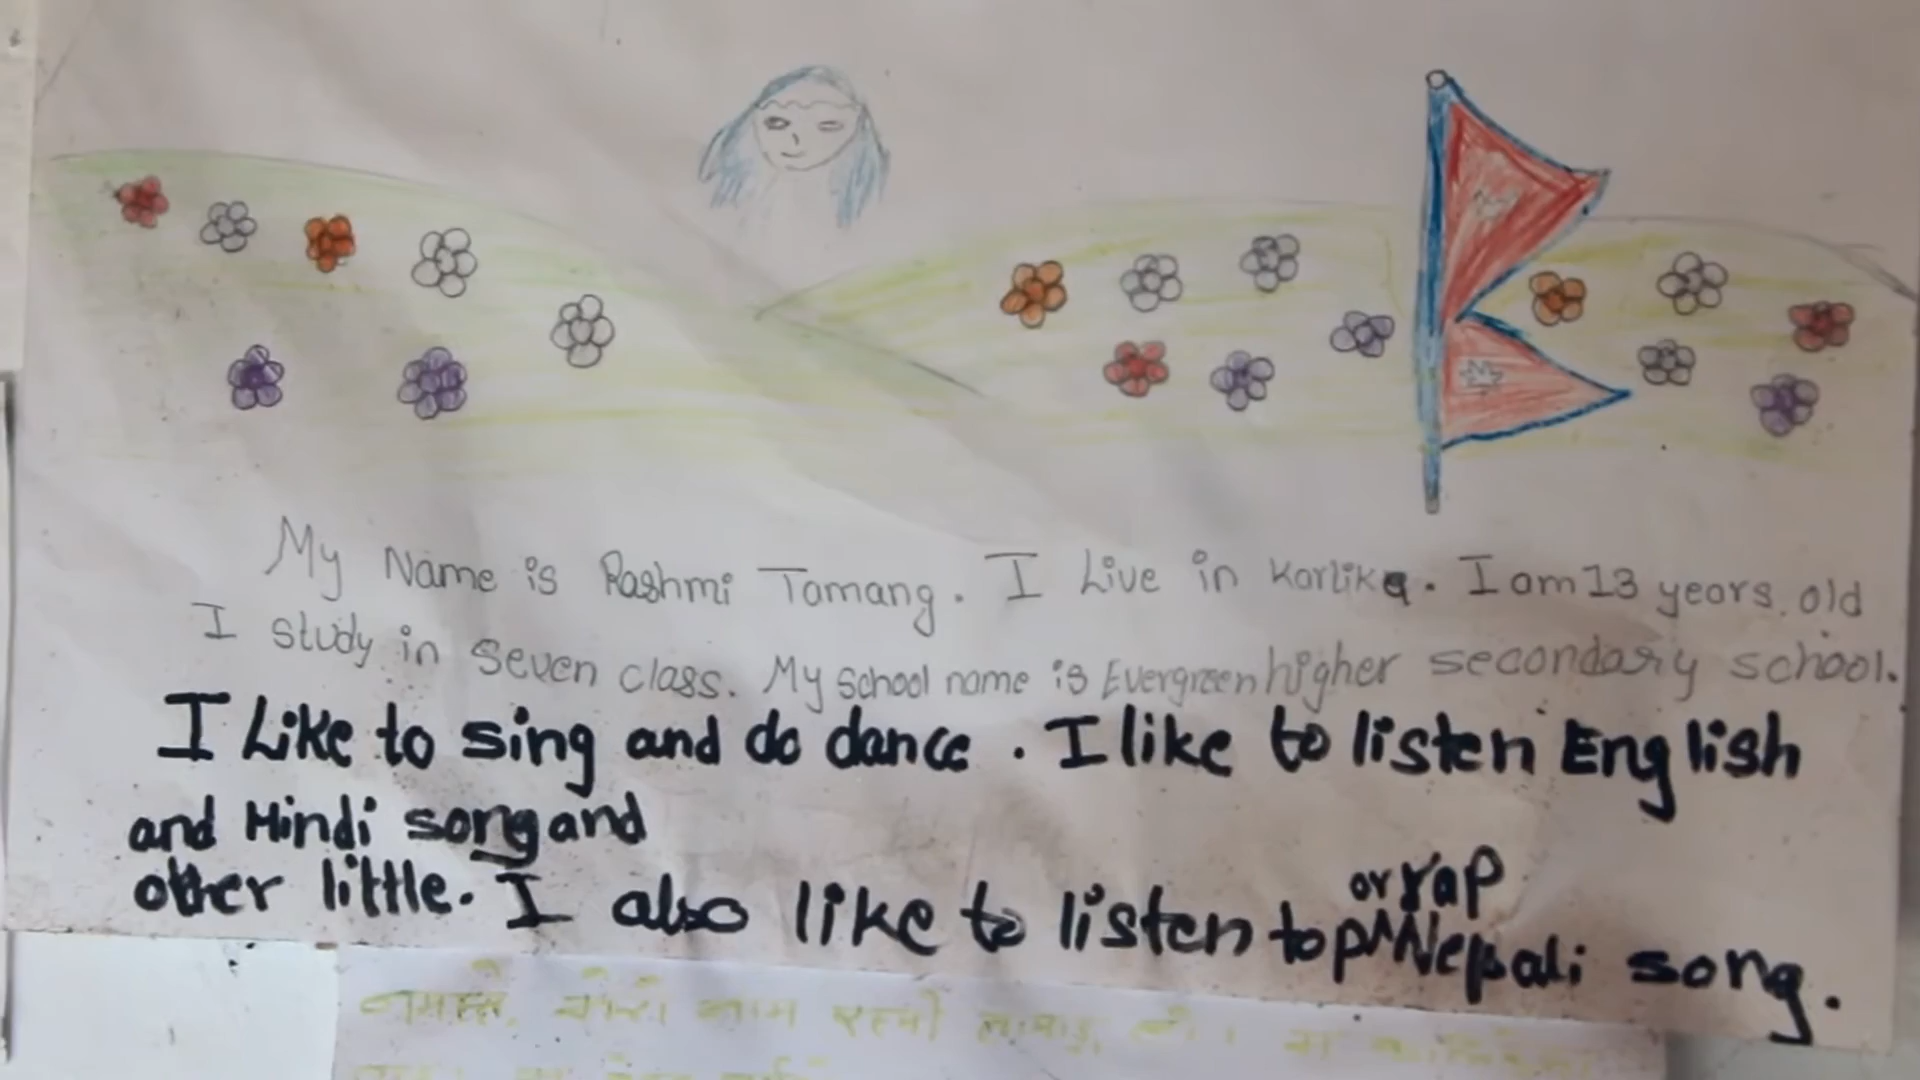 My Name is Rashmi Tamang. I Live in Karlika. I am 13 years old
I study in seven class. My school name is Evergreen higher secondary school.
I Like to sing and do dance. I like to listen English
and Hindi song and
other little. I also like to listen to
or rap
Nepali song.
नाम